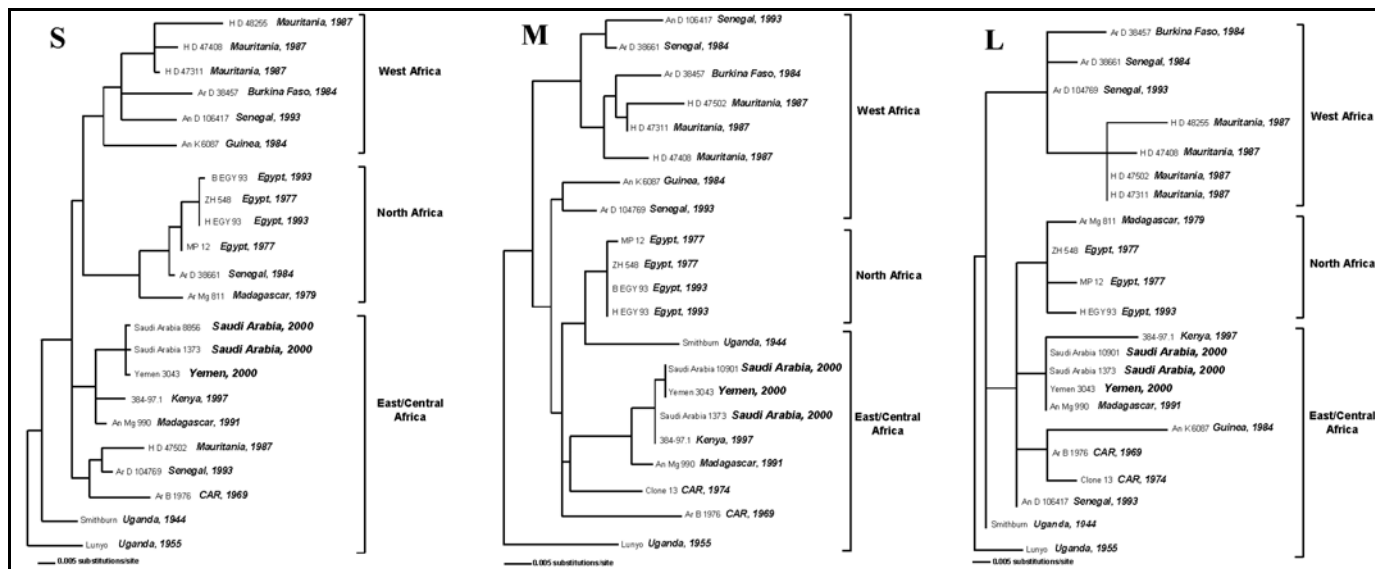 S
H D 48255 Mauritania, 1987
H D 47408 Mauritania, 1987
H D 47311 Mauritania, 1987
Ar D 38457 Burkina Faso, 1984
An D 106417 Senegal, 1993
An K 6087 Guinea, 1984
West Africa
B EGY 93 Egypt, 1993
ZH 548 Egypt, 1977
H EGY 93 Egypt, 1993
MP 12 Egypt, 1977
Ar D 38661 Senegal, 1984
Ar Mg 811 Madagascar, 1979
North Africa
Saudi Arabia 8856 Saudi Arabia, 2000
Saudi Arabia 1373 Saudi Arabia, 2000
Yemen 3043 Yemen, 2000
384-97.1 Kenya, 1997
An Mg 990 Madagascar, 1991
H D 47502 Mauritania, 1987
Ar D 104769 Senegal, 1993
Ar B 1976 CAR, 1969
Smithburn Uganda, 1944
Lunyo Uganda, 1955
East/Central
Africa
0.005 substitutions/site
M
An D 106417 Senegal, 1993
Ar D 38661 Senegal, 1984
Ar D 38457 Burkina Faso, 1984
H D 47502 Mauritania, 1987
H D 47311 Mauritania, 1987
H D 47408 Mauritania, 1987
An K 6087 Guinea, 1984
Ar D 104769 Senegal, 1993
West Africa
MP 12 Egypt, 1977
ZH 548 Egypt, 1977
B EGY 93 Egypt, 1993
H EGY 93 Egypt, 1993
North Africa
Smithburn Uganda, 1944
Saudi Arabia 10901 Saudi Arabia, 2000
Yemen 3043 Yemen, 2000
Saudi Arabia 1373 Saudi Arabia, 2000
384-97.1 Kenya, 1997
An Mg 990 Madagascar, 1991
Clone 13 CAR, 1974
Ar B 1976 CAR, 1969
Lunyo Uganda, 1955
East/Central
Africa
0.005 substitutions/site
L
Ar D 38457 Burkina Faso, 1984
Ar D 38661 Senegal, 1984
Ar D 104769 Senegal, 1993
H D 48255 Mauritania, 1987
H D 47408 Mauritania, 1987
H D 47502 Mauritania, 1987
H D 47311 Mauritania, 1987
West Africa
Ar Mg 811 Madagascar, 1979
ZH 548 Egypt, 1977
MP 12 Egypt, 1977
H EGY 93 Egypt, 1993
North Africa
384-97.1 Kenya, 1997
Saudi Arabia 10901 Saudi Arabia, 2000
Saudi Arabia 1373 Saudi Arabia, 2000
Yemen 3043 Yemen, 2000
An Mg 990 Madagascar, 1991
An K 6087 Guinea, 1984
Ar B 1976 CAR, 1969
Clone 13 CAR, 1974
An D 106417 Senegal, 1993
Smithburn Uganda, 1944
Lunyo Uganda, 1955
East/Central
Africa
0.005 substitutions/site